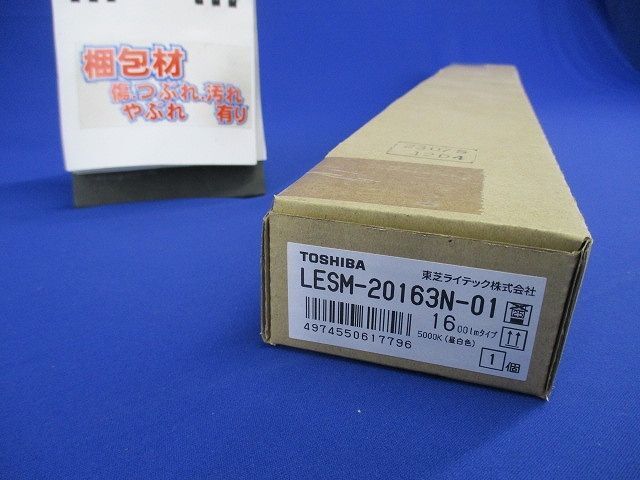 梱包材
傷、つぶれ、汚れ
やぶれ 有り
TOSHIBA
東芝ライテック株式会社
LESM-20163N-01
1600lmタイプ
5000K(昼白色)
4974550617796
1個